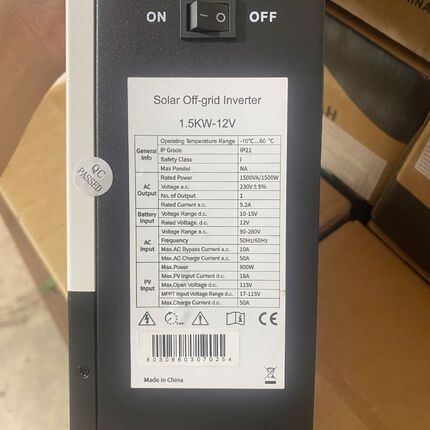 ON OFF
Solar Off-grid Inverter
1.5KW-12V
General Info
Operating Temperature Range -10°C...60 °C
IP Grade IP21
Safety Class I
Max Parallel NA
AC Output
Rated Power 1500VA/1500W
Voltage a.c. 230V±5%
No. of Output 1
Rated Current a.c. 5.2A
Battery Input
Voltage Range d.c. 10-15V
Rated Voltage, d.c. 12V
AC Input
Voltage Range a.c. 90-280V
Frequency 50Hz/60Hz
Max.AC Bypass Current a.c. 10A
Max.AC Charge Current a.c. 50A
PV Input
Max.Power 800W
Max.PV Input Current d.c. 18A
Max.Open Voltage d.c. 115V
MPPT Input Voltage Range d.c. 17-115V
Max.Charge Current d.c. 50A
QC
PASSED
CE
80308603070254
Made in China